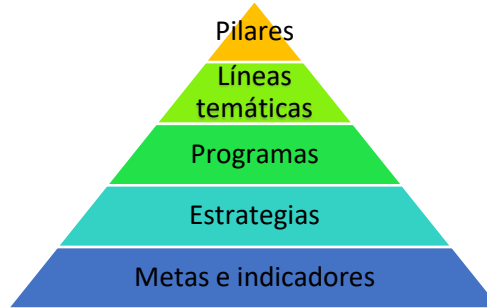 Pilares
Líneas
temáticas
Programas
Estrategias
Metas e indicadores